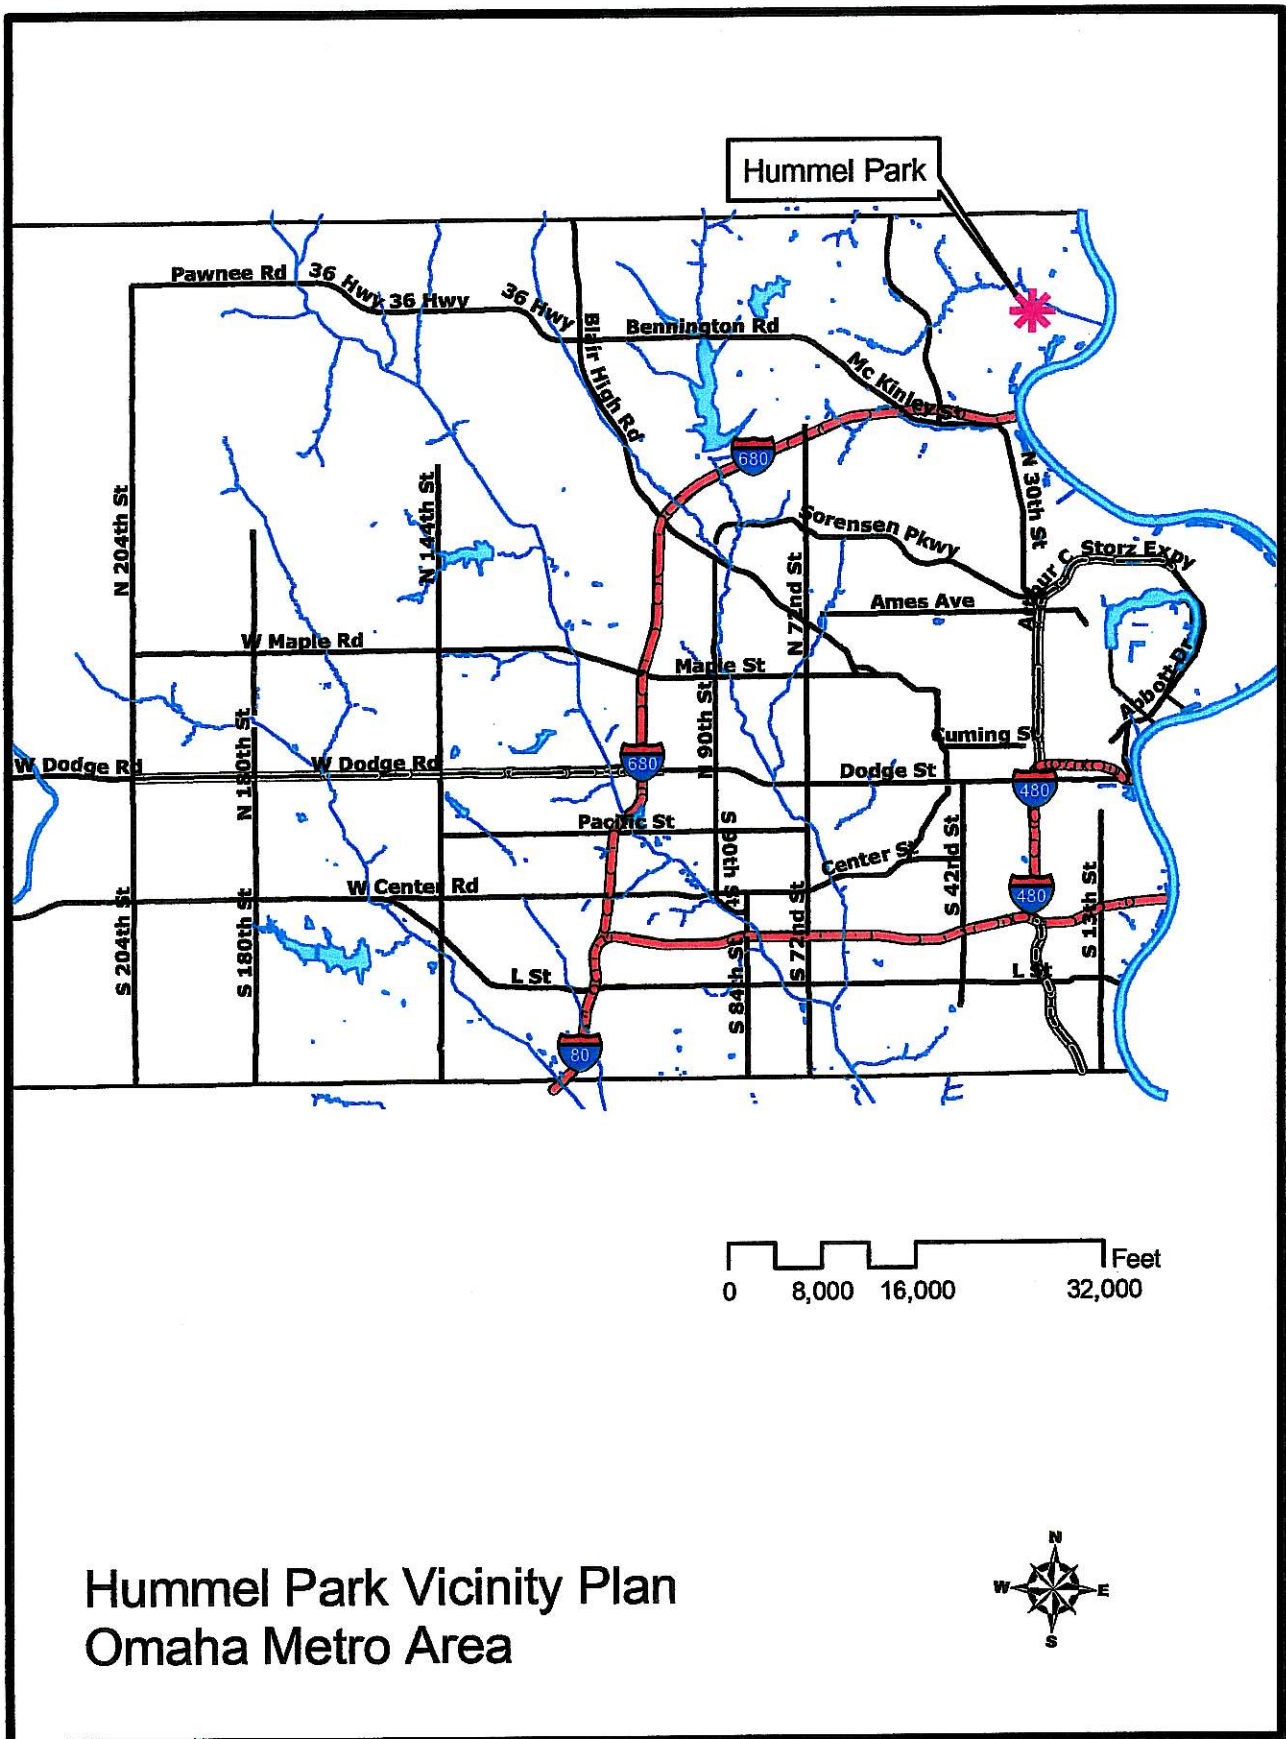 Hummel Park
Pawnee Rd
36 Hwy
36 Hwy
36 Hwy
Blair High Rd
Bennington Rd
Mc Kinley St
680
N 30th St
N 204th St
N 144th St
Sorensen Pkwy
Arthur C Storz Expy
N 72nd St
Ames Ave
W Maple Rd
Maple St
Abbott Dr
N 90th St
N 180th St
Cuming St
W Dodge Rd
W Dodge Rd
680
Dodge St
480
Pacific St
S 90th St
Center St
S 42nd St
W Center Rd
480
S 13th St
S 204th St
S 180th St
S 72nd St
S 84th St
L St
L St
80
Feet
0 8,000 16,000 32,000
N
W E
S
Hummel Park Vicinity Plan
Omaha Metro Area